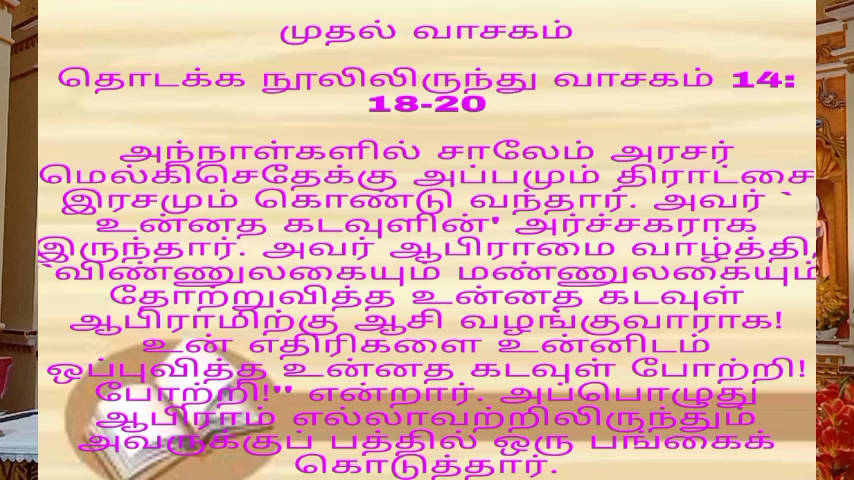 முதல் வாசகம்
தொடக்க நூலிலிருந்து வாசகம் 14:
18-20
அந்நாள்களில் சாலேம் அரசர்
மெல்கிசெதேக்கு அப்பமும் திராட்சை
இரசமும் கொண்டு வந்தார். அவர் `
உன்னத கடவுளின்' அர்ச்சகராக
இருந்தார். அவர் ஆபிராமை வாழ்த்தி,
`விண்ணுலகையும் மண்ணுலகையும்
தோற்றுவித்த உன்னத கடவுள்
ஆபிராமிற்கு ஆசி வழங்குவாராக!
உன் எதிரிகளை உன்னிடம்
ஒப்புவித்த உன்னத கடவுள் போற்றி!
போற்றி!'' என்றார். அப்பொழுது
ஆபிராம் எல்லாவற்றிலிருந்தும்
அவருக்குப் பத்தில் ஒரு பங்கைக்
கொடுத்தார்.